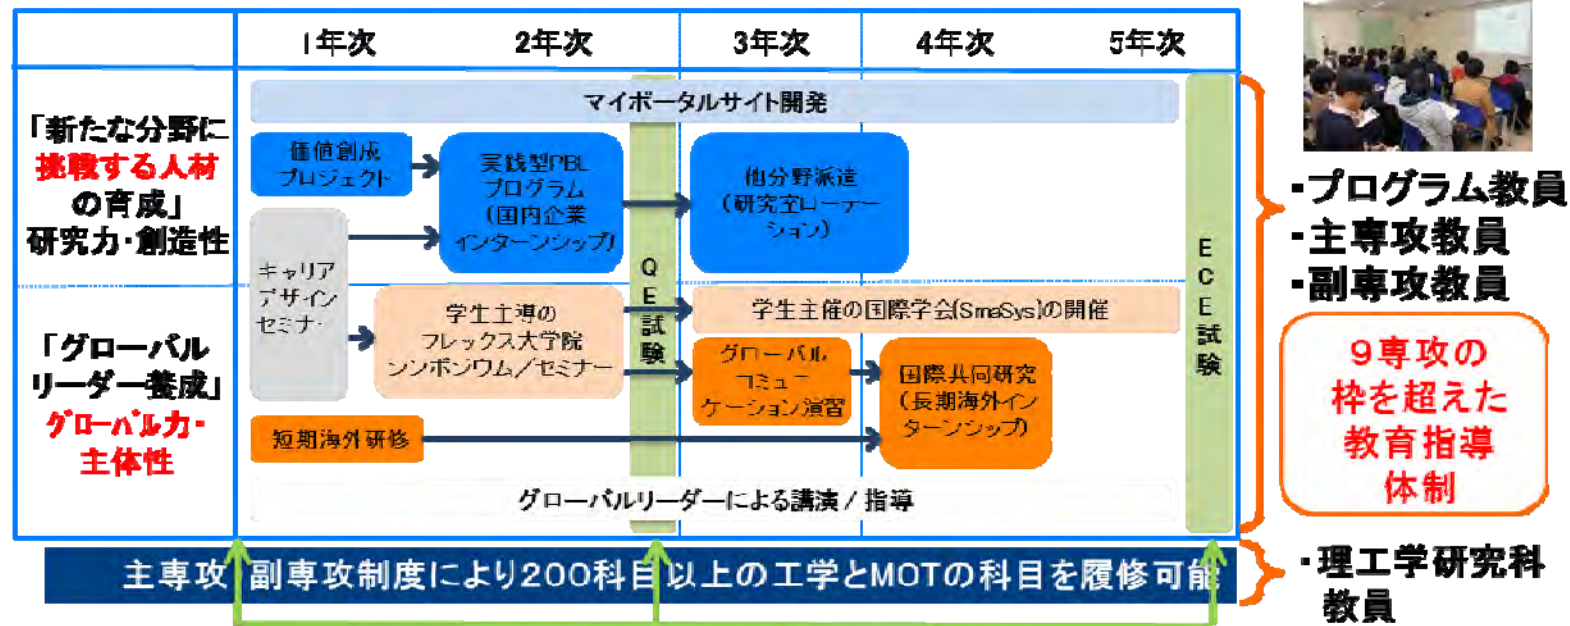 1年次
2年次
3年次
4年次
5年次
「新たな分野に
挑戦する人材
の育成」
研究力・創造性
「グローバル
リーダー養成」
グローバル力・
主体性
マイポータルサイト開発
価値創成
プロジェクト
実践型PBL
プログラム
(国内企業
インターンシップ)
他分野派遣
(研究室ローテー
ション)
キャリア
デザイン
セミナー
学生主導の
フレックス大学院
シンポジウム/セミナー
QE試験
学生主催の国際学会(SmaSys)の開催
グローバル
コミュニ
ケーション演習
国際共同研究
(長期海外イン
ターンシップ)
短期海外研修
グローバルリーダーによる講演/指導
ECE試験
主専攻 副専攻制度により200科目以上の工学とMOTの科目を履修可能
・プログラム教員
・主専攻教員
・副専攻教員
9専攻の
枠を超えた
教育指導
体制
・理工学研究科
教員